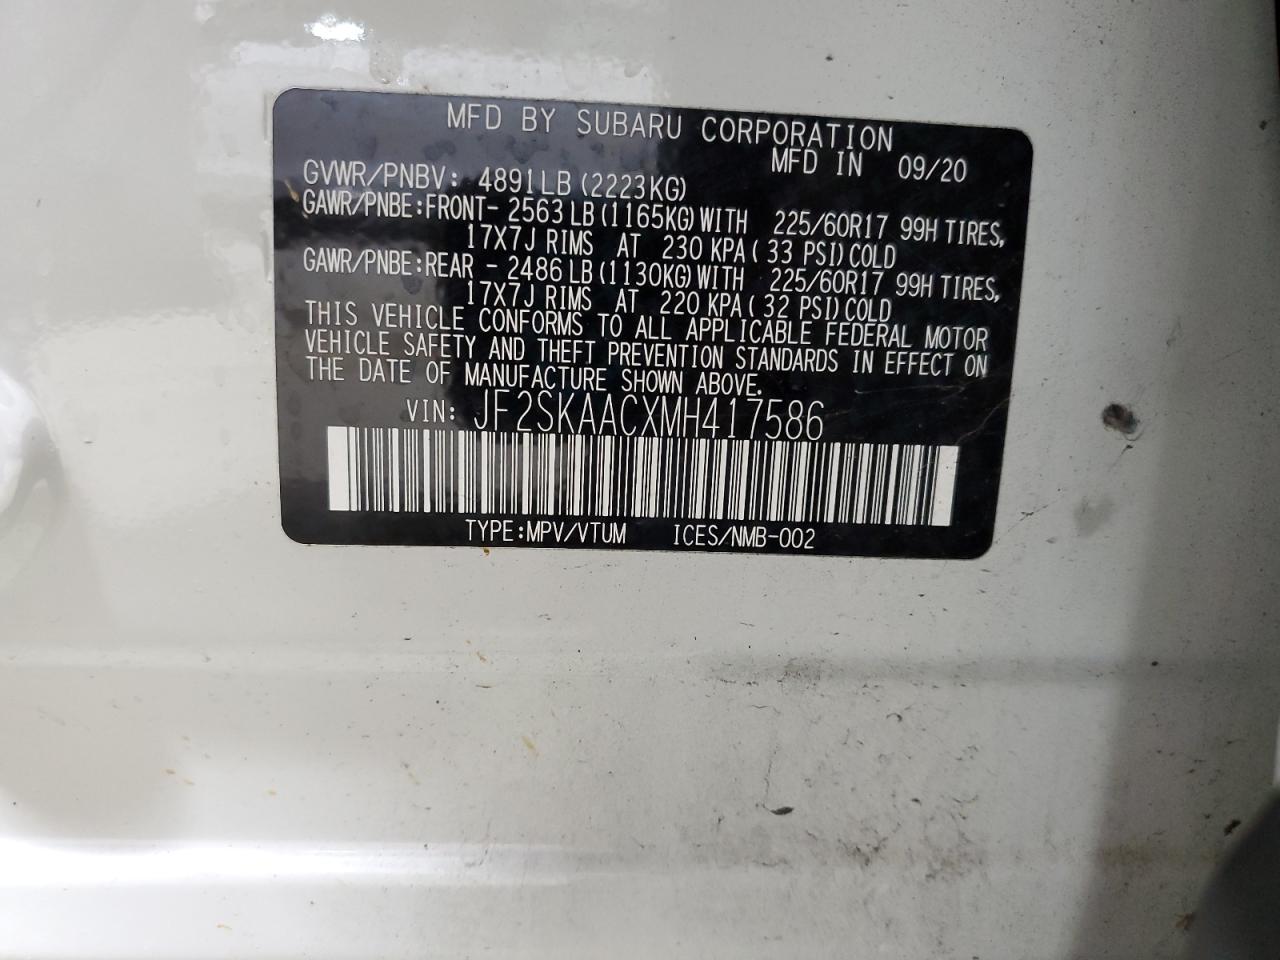 MFD BY SUBARU CORPORATION
MFD IN 09/20
GVWR/PNBV: 4891LB (2223KG)
GAWR/PNBE:FRONT- 2563 LB (1165KG) WITH 225/60R17 99H TIRES,
17X7J RIMS AT 230 KPA ( 33 PSI) COLD
GAWR/PNBE:REAR - 2486 LB (1130KG) WITH 225/60R17 99H TIRES,
17X7J RIMS AT 220 KPA ( 32 PSI) COLD
THIS VEHICLE CONFORMS TO ALL APPLICABLE FEDERAL MOTOR
VEHICLE SAFETY AND THEFT PREVENTION STANDARDS IN EFFECT ON
THE DATE OF MANUFACTURE SHOWN ABOVE.
VIN: JF2SKAACXMH417586
TYPE:MPV/VTUM ICES/NMB-002